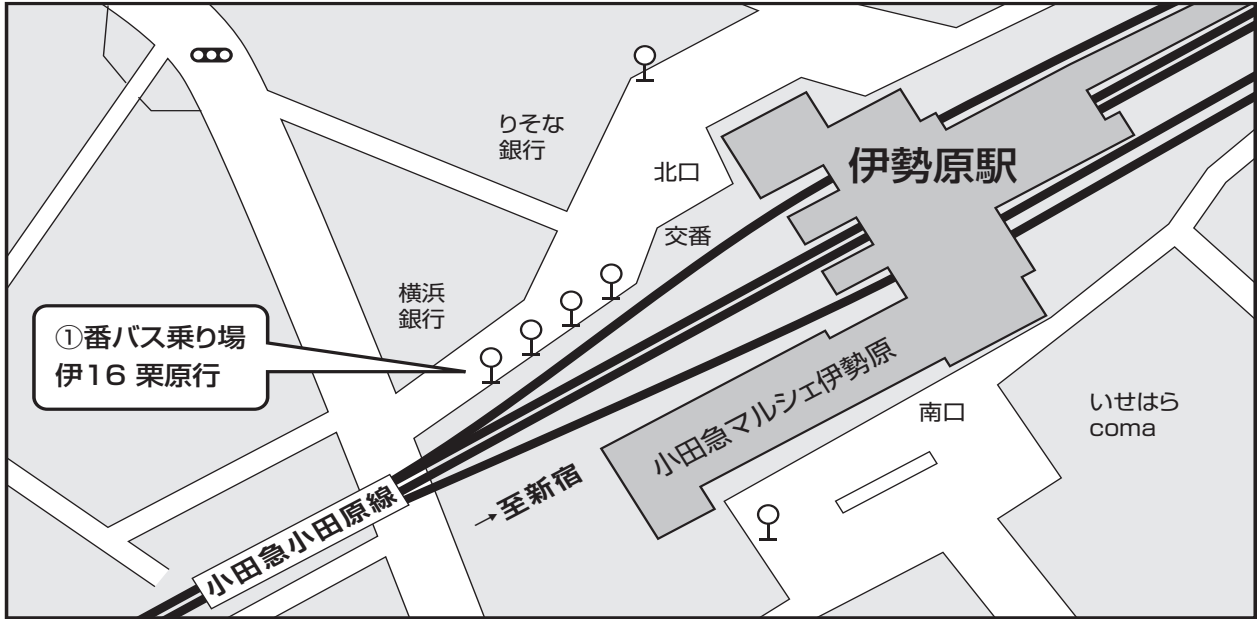 りそな
銀行
北口
伊勢原駅
交番
横浜
銀行
①番バス乗り場
伊16 栗原行
小田急マルシェ伊勢原
南口
いせはら
coma
→至新宿
小田急小田原線